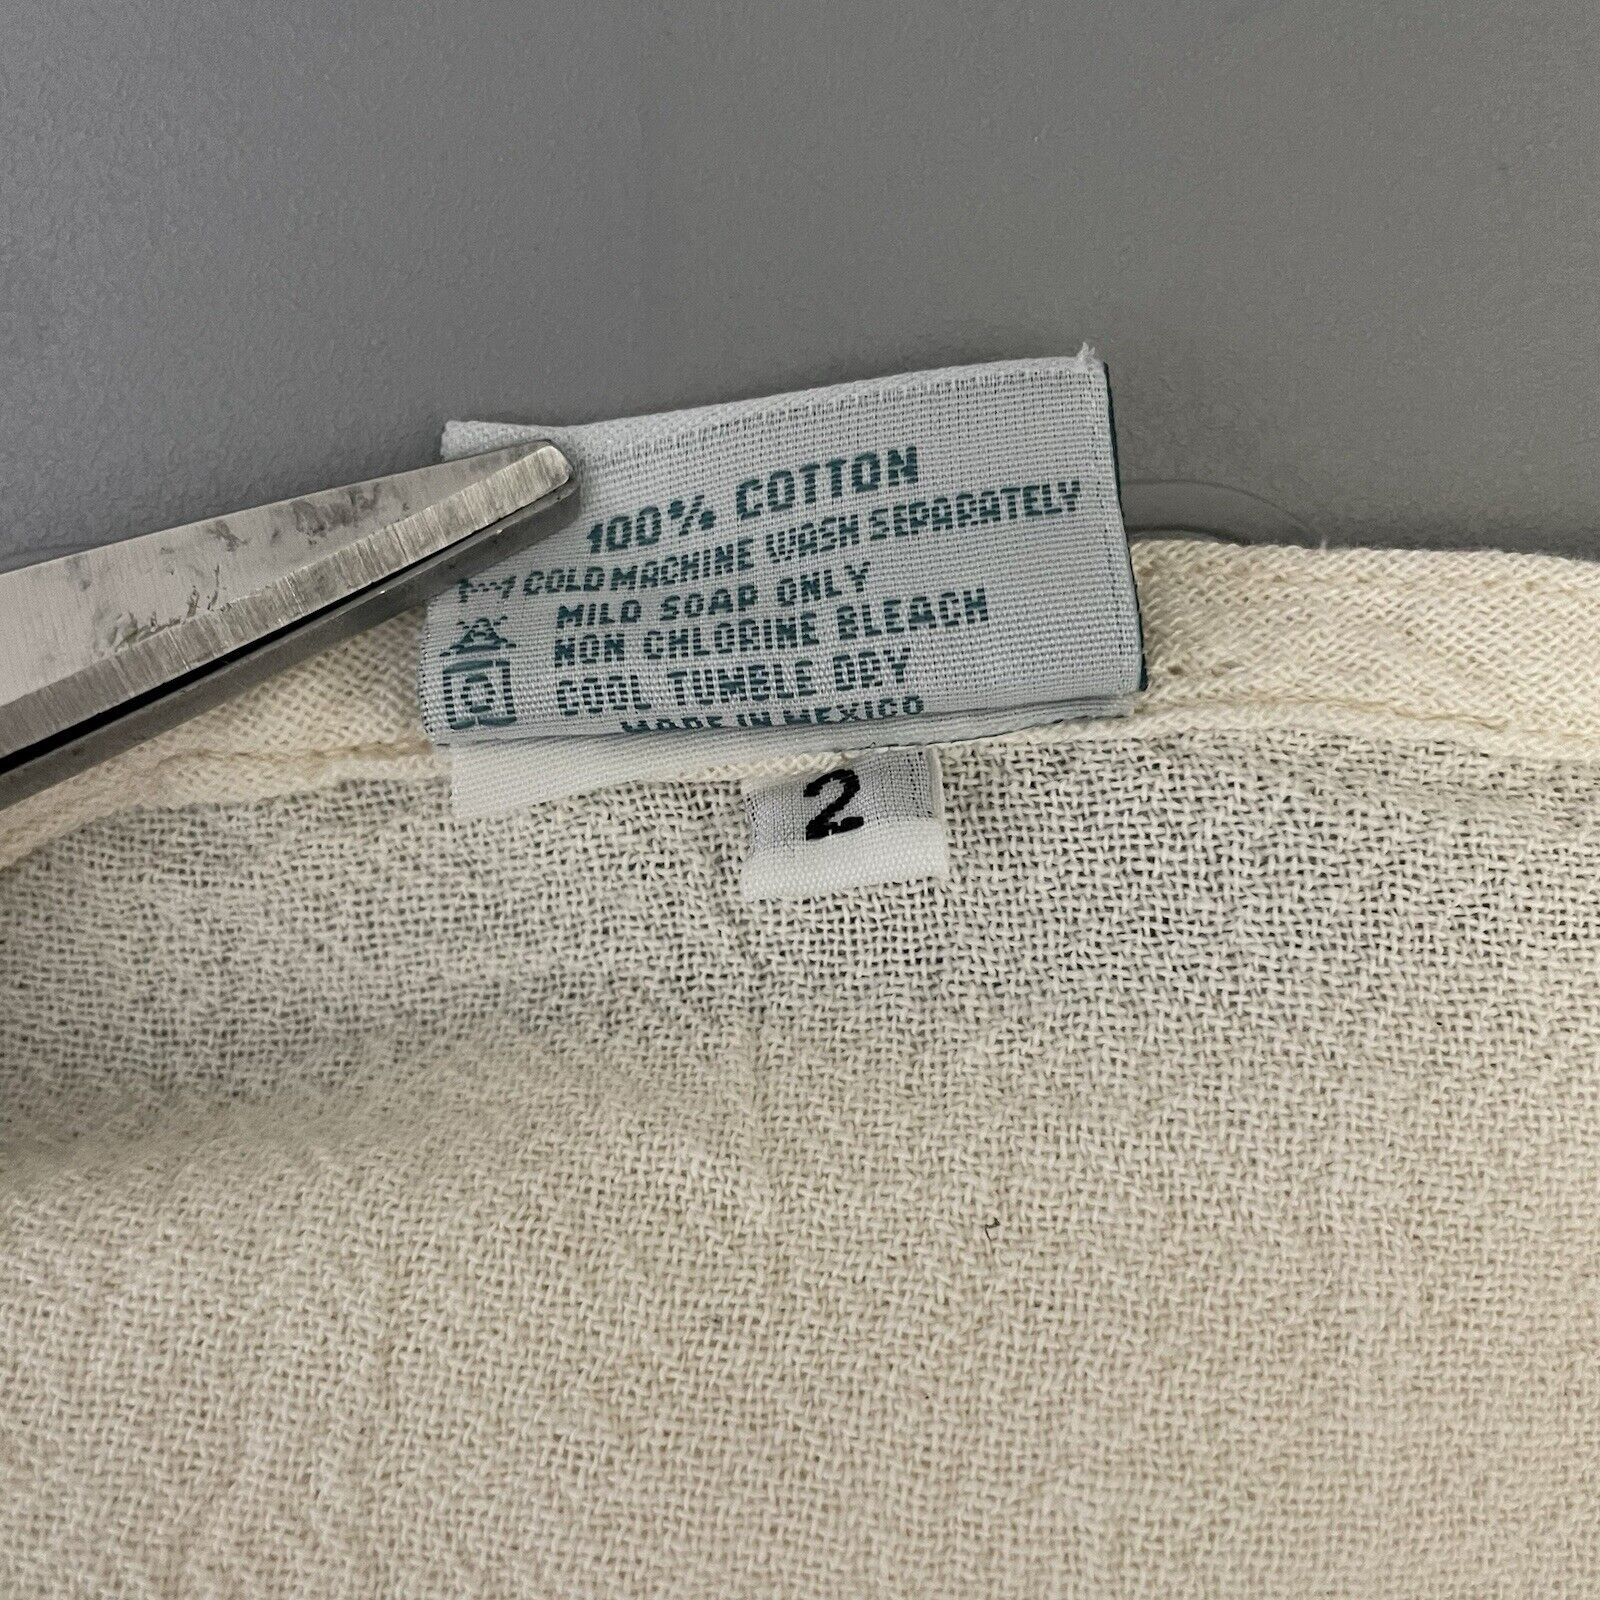 100% COTTON
COLD MACHINE WASH SEPARATELY
MILD SOAP ONLY
NON CHLORINE BLEACH
COOL TUMBLE DRY
MADE IN MEXICO
2